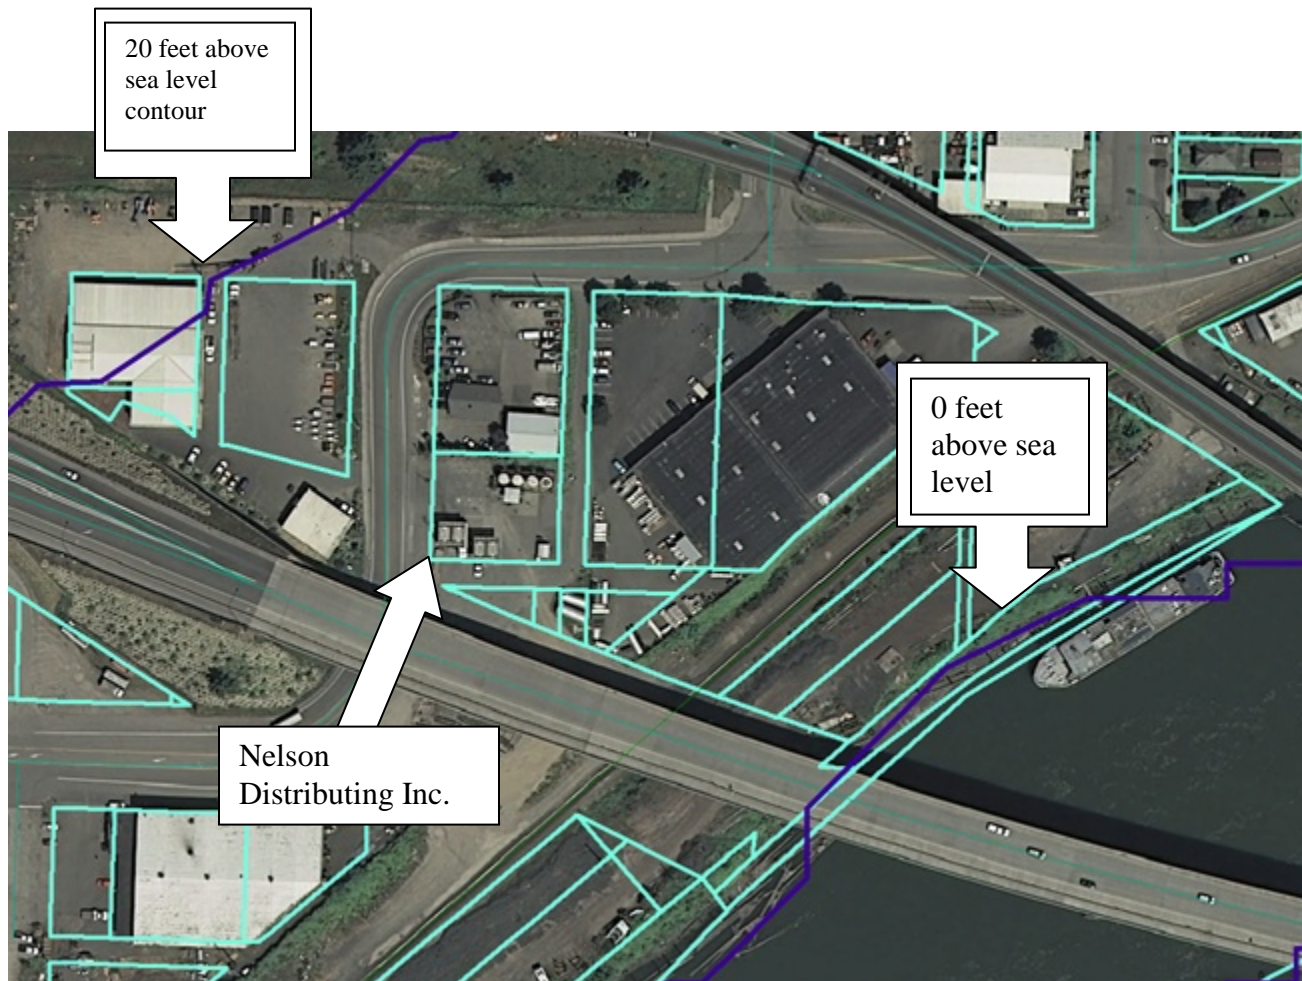 20 feet above
sea level
contour
0 feet
above sea
level
Nelson
Distributing Inc.